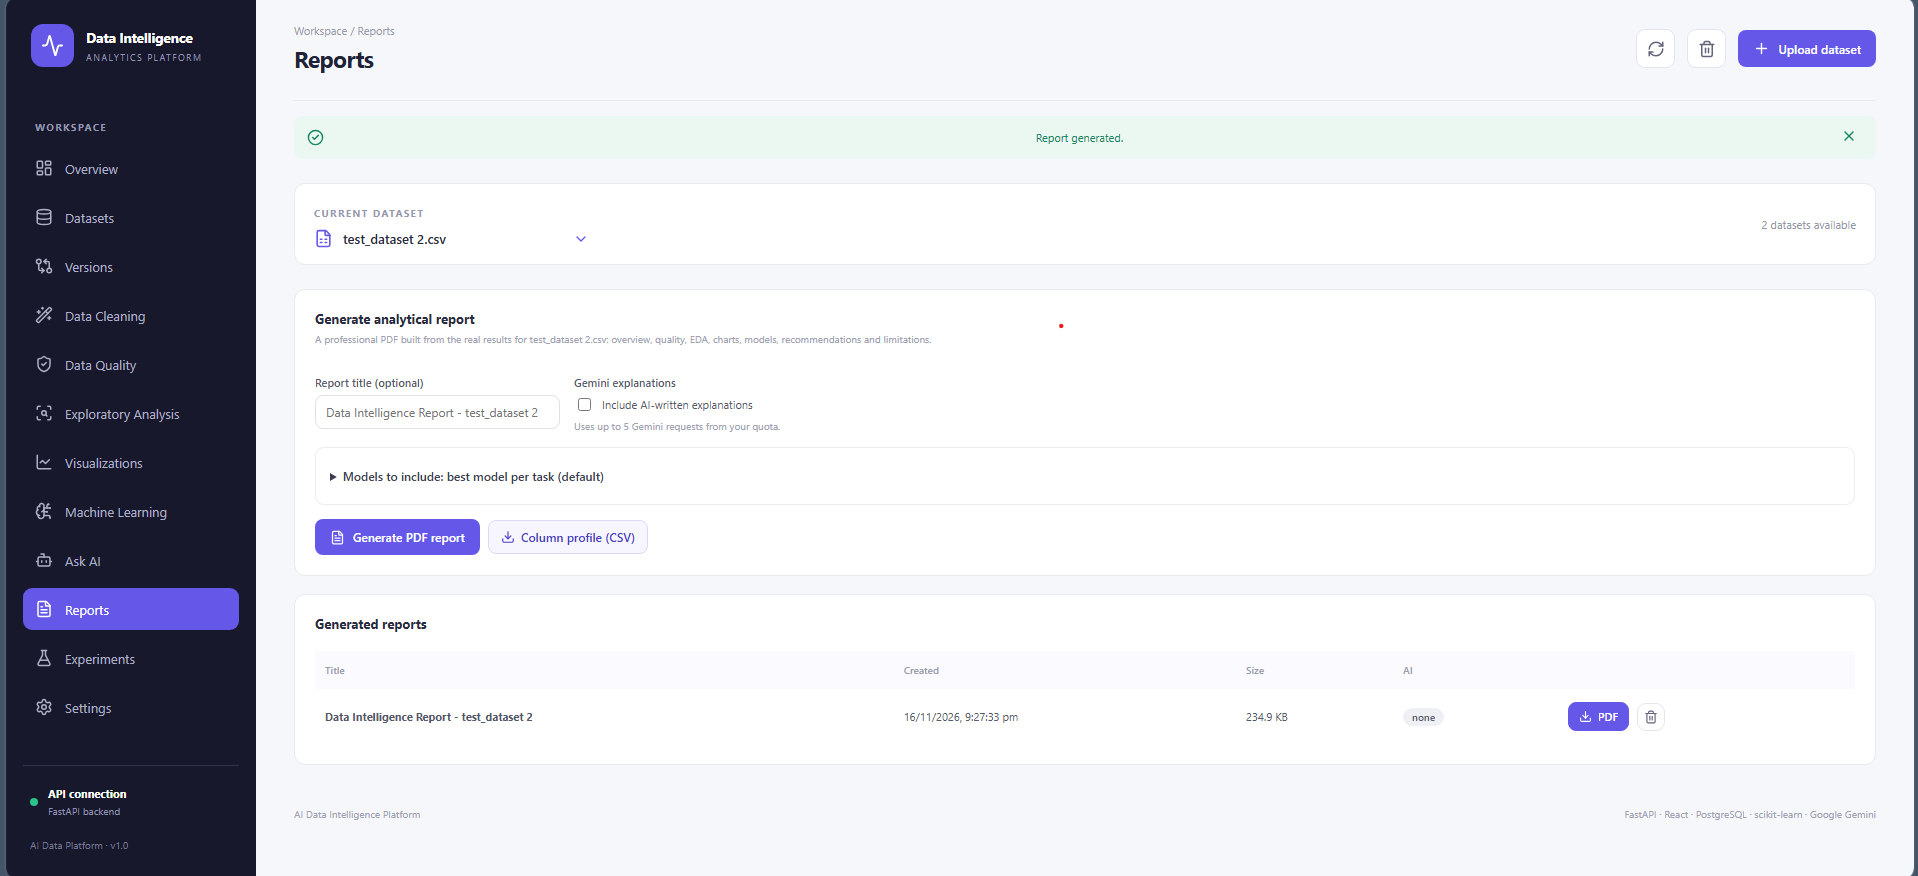 Data Intelligence
ANALYTICS PLATFORM
WORKSPACE
Overview
Datasets
Versions
Data Cleaning
Data Quality
Exploratory Analysis
Visualizations
Machine Learning
Ask AI
Reports
Experiments
Settings
API connection
FastAPI backend
AI Data Platform · v1.0
Workspace / Reports
Reports
Upload dataset
Report generated.
CURRENT DATASET
test_dataset 2.csv
2 datasets available
Generate analytical report
A professional PDF built from the real results for test_dataset 2.csv: overview, quality, EDA, charts, models, recommendations and limitations.
Report title (optional)
Data Intelligence Report - test_dataset 2
Gemini explanations
Include AI-written explanations
Uses up to 5 Gemini requests from your quota.
Models to include: best model per task (default)
Generate PDF report
Column profile (CSV)
Generated reports
Title Created Size AI
Data Intelligence Report - test_dataset 2 16/11/2026, 9:27:33 pm 234.9 KB none PDF
AI Data Intelligence Platform
FastAPI · React · PostgreSQL · scikit-learn · Google Gemini